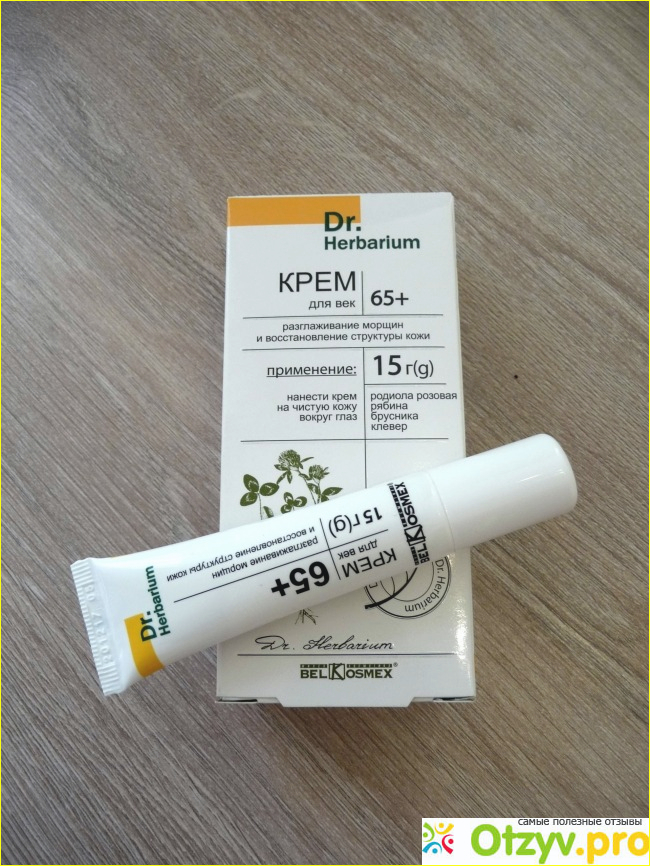 Dr.
Herbarium
КРЕМ
для век
65+
разглаживание морщин
и восстановление структуры кожи
применение:
15 г(g)
нанести крем
на чистую кожу
вокруг глаз
родиола розовая
рябина
брусника
клевер
Dr.
Herbarium
КРЕМ
для век
65+
разглаживание морщин
и восстановление структуры кожи
15 г(g)
BELKOSMEX
Dr. Herbarium
Dr. Herbarium
BELKOSMEX®
самые полезные отзывы
Otzyv.pro